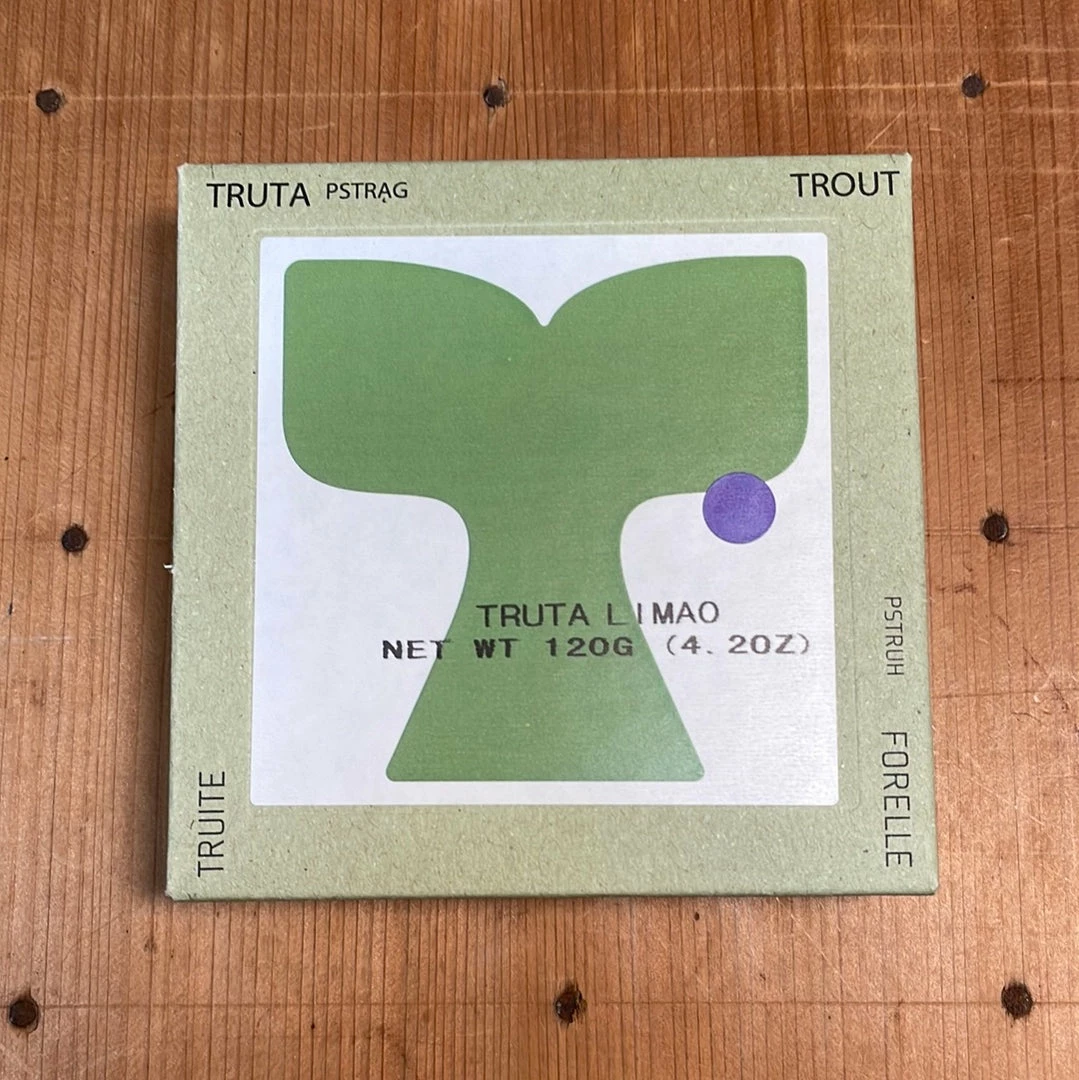 TRUTA PSTRĄG
TROUT
TRUTA LIMAO
NET WT 120G (4.2OZ)
PSTRUH
FORELLE
TRUITE